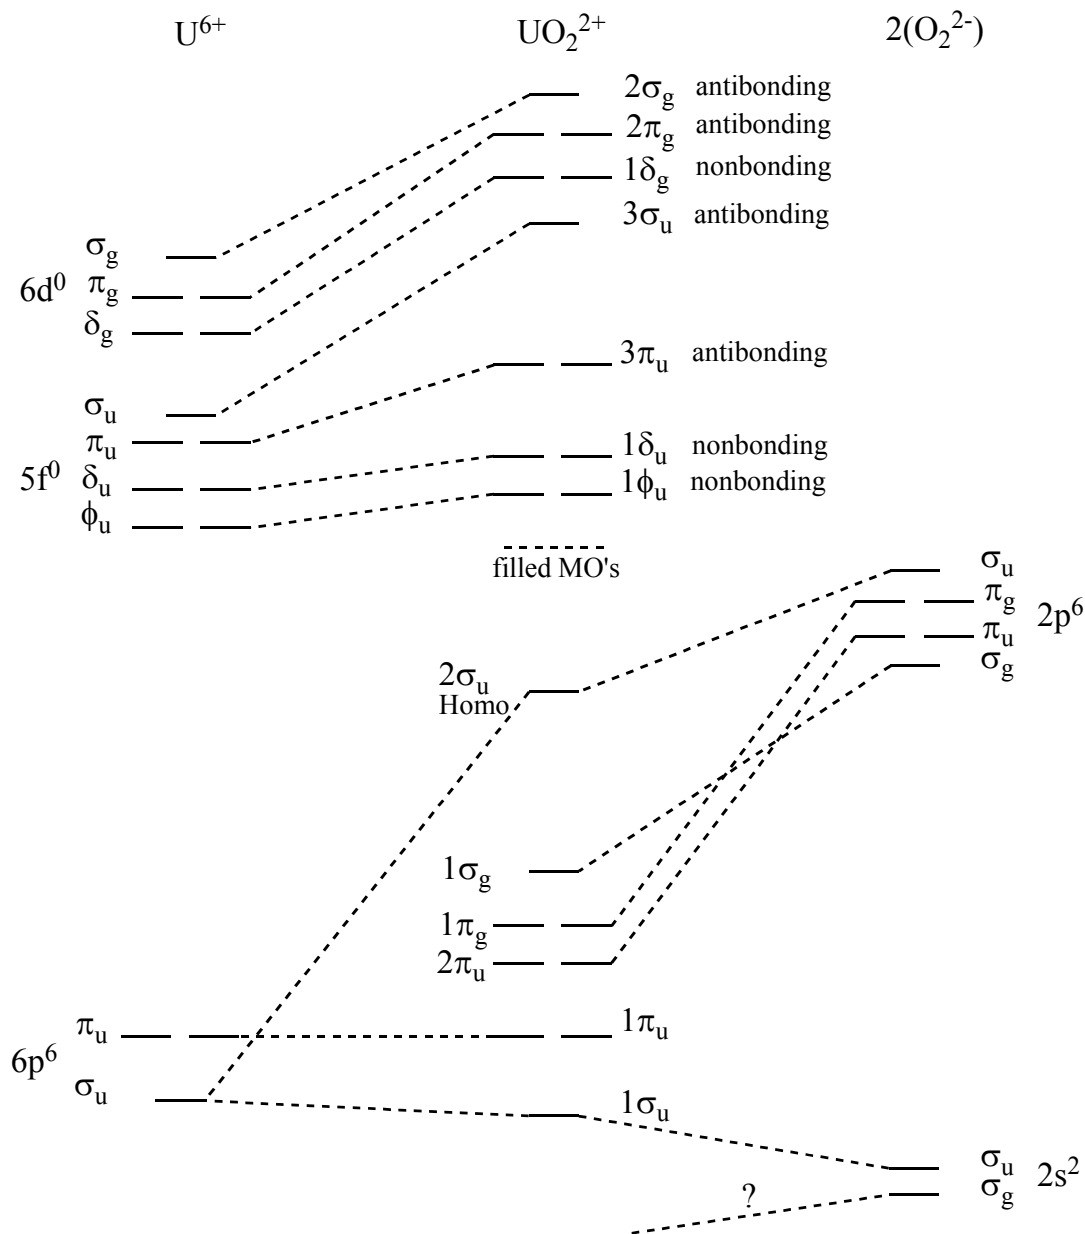 U⁶⁺ UO₂²⁺ 2(O₂²⁻)
2σg antibonding
2πg antibonding
1δg nonbonding
3σu antibonding
σg
6d⁰ πg
δg
3πu antibonding
σu
πu
1δu nonbonding
5f⁰ δu
1ϕu nonbonding
ϕu
filled MO's
σu
πg
2p⁶
πu
σg
2σu
Homo
1σg
1πg
2πu
πu 1πu
6p⁶
σu 1σu
σu 2s²
σg
?